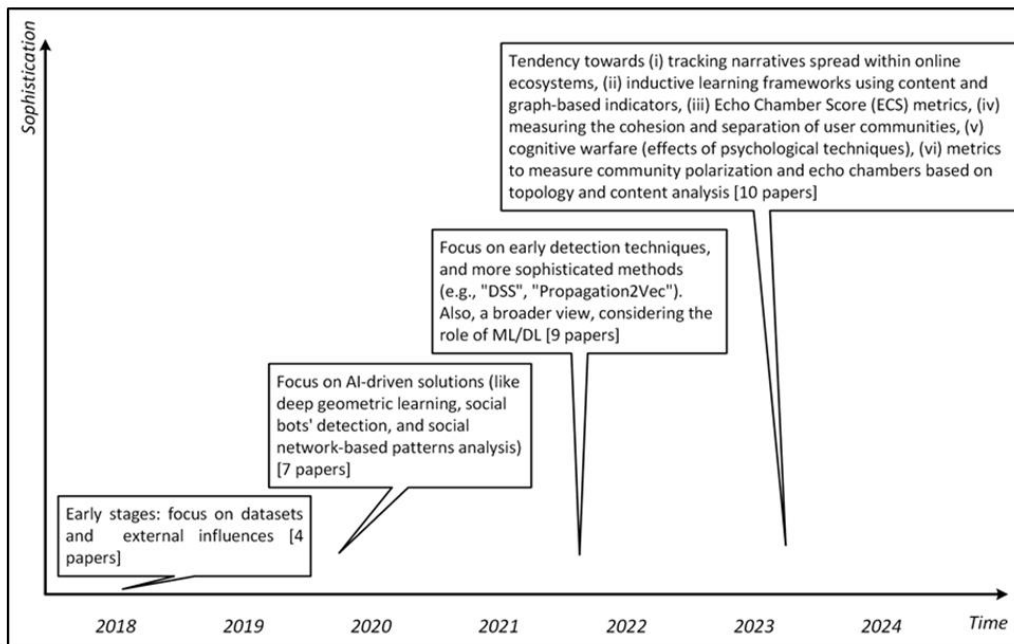 Sophistication
Tendency towards (i) tracking narratives spread within online
ecosystems, (ii) inductive learning frameworks using content and
graph-based indicators, (iii) Echo Chamber Score (ECS) metrics, (iv)
measuring the cohesion and separation of user communities, (v)
cognitive warfare (effects of psychological techniques), (vi) metrics
to measure community polarization and echo chambers based on
topology and content analysis [10 papers]
Focus on early detection techniques,
and more sophisticated methods
(e.g., "DSS", "Propagation2Vec").
Also, a broader view, considering the
role of ML/DL [9 papers]
Focus on AI-driven solutions (like
deep geometric learning, social
bots' detection, and social
network-based patterns analysis)
[7 papers]
Early stages: focus on datasets
and external influences [4
papers]
2018 2019 2020 2021 2022 2023 2024 Time